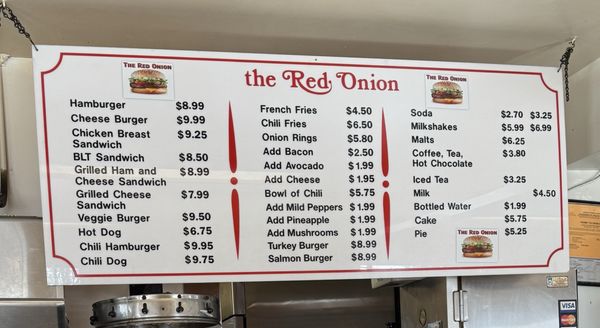 THE RED ONION
the Red Onion
THE RED ONION
Hamburger $8.99
Cheese Burger $9.99
Chicken Breast $9.25
Sandwich
BLT Sandwich $8.50
Grilled Ham and $8.99
Cheese Sandwich
Grilled Cheese $7.99
Sandwich
Veggie Burger $9.50
Hot Dog $6.75
Chili Hamburger $9.95
Chili Dog $9.75
French Fries $4.50
Chili Fries $6.50
Onion Rings $5.80
Add Bacon $2.50
Add Avocado $1.99
Add Cheese $1.95
Bowl of Chili $5.75
Add Mild Peppers $1.99
Add Pineapple $1.99
Add Mushrooms $1.99
Turkey Burger $8.99
Salmon Burger $8.99
Soda $2.70 $3.25
Milkshakes $5.99 $6.99
Malts $6.25
Coffee, Tea, $3.80
Hot Chocolate
Iced Tea $3.25
Milk $4.50
Bottled Water $1.99
Cake $5.75
Pie $5.25
THE RED ONION
VISA
MasterCard